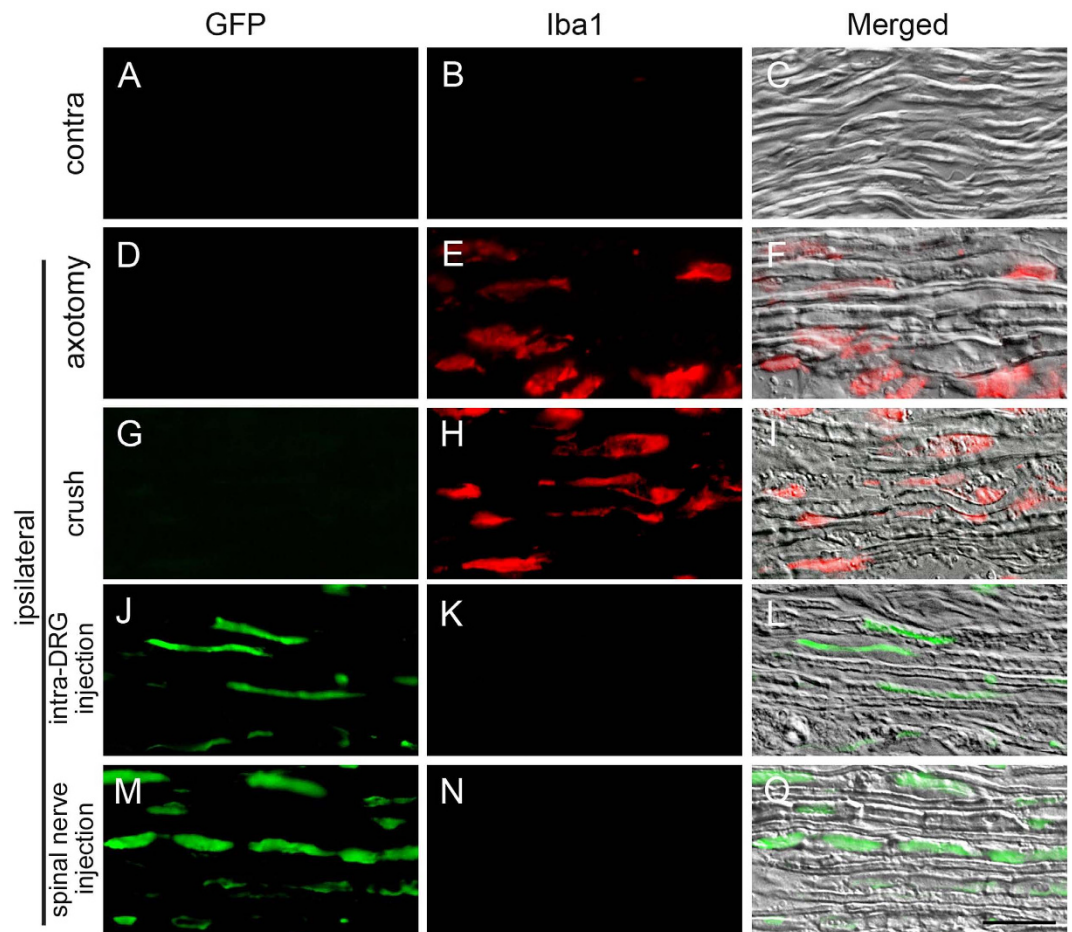 GFP Iba1 Merged
contra A B C
ipsilateral
axotomy D E F
crush G H I
intra-DRG
injection
J K L
spinal nerve
injection
M N O